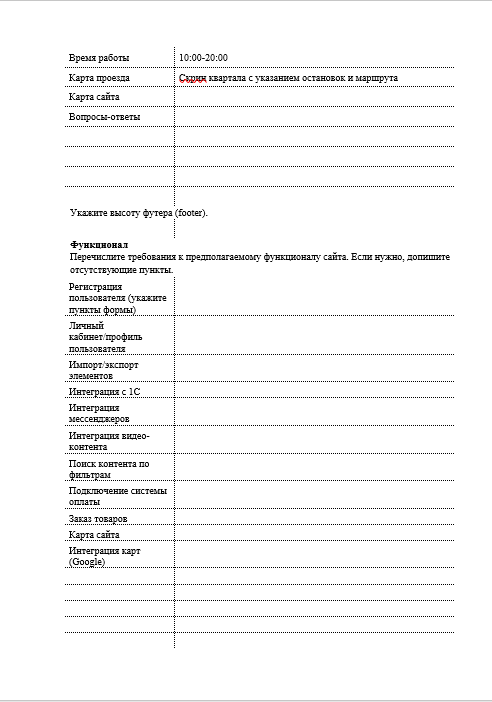 Время работы 10:00-20:00
Карта проезда Скрин квартала с указанием остановок и маршрута
Карта сайта
Вопросы-ответы
Укажите высоту футера (footer).
Функционал
Перечислите требования к предполагаемому функционалу сайта. Если нужно, допишите
отсутствующие пункты.
Регистрация
пользователя (укажите
пункты формы)
Личный
кабинет/профиль
пользователя
Импорт/экспорт
элементов
Интеграция с 1С
Интеграция
мессенджеров
Интеграция видео-
контента
Поиск контента по
фильтрам
Подключение системы
оплаты
Заказ товаров
Карта сайта
Интеграция карт
(Google)